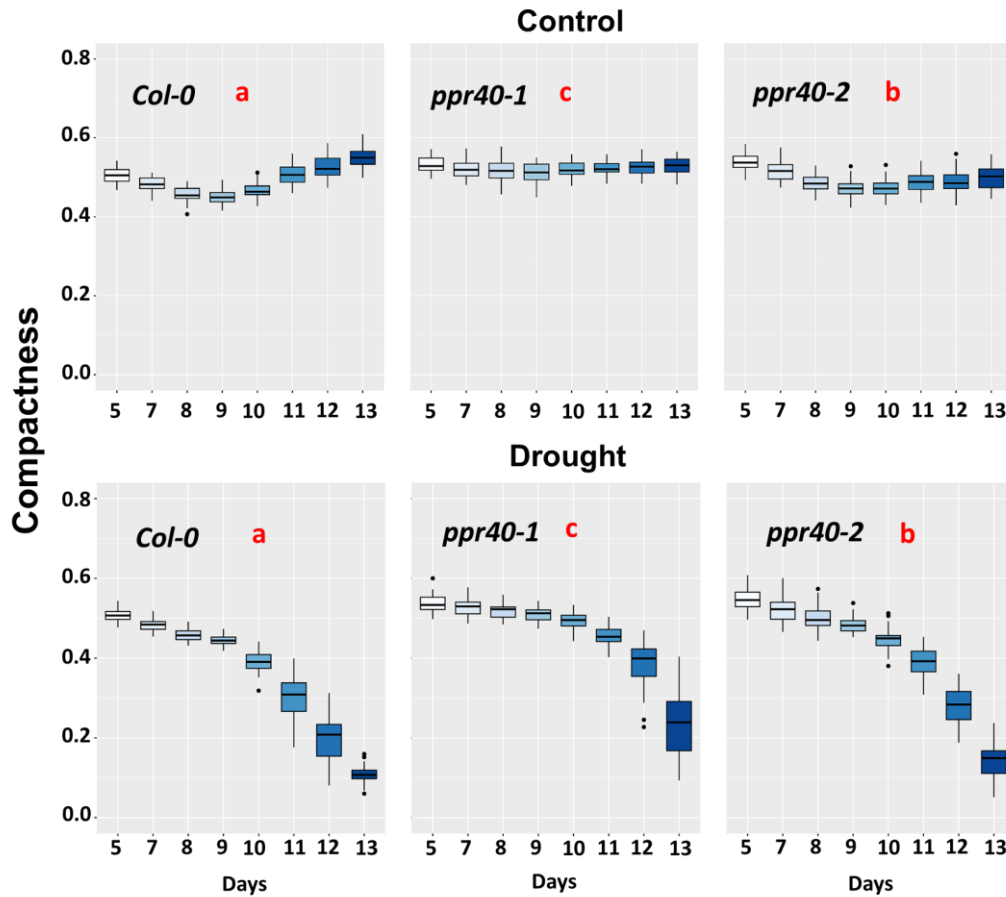 Control
Compactness
0.8
0.6
0.4
0.2
0.0
Col-0 a
ppr40-1 c
ppr40-2 b
5 7 8 9 10 11 12 13
5 7 8 9 10 11 12 13
5 7 8 9 10 11 12 13
Drought
0.8
0.6
0.4
0.2
0.0
Col-0 a
ppr40-1 c
ppr40-2 b
5 7 8 9 10 11 12 13
5 7 8 9 10 11 12 13
5 7 8 9 10 11 12 13
Days
Days
Days